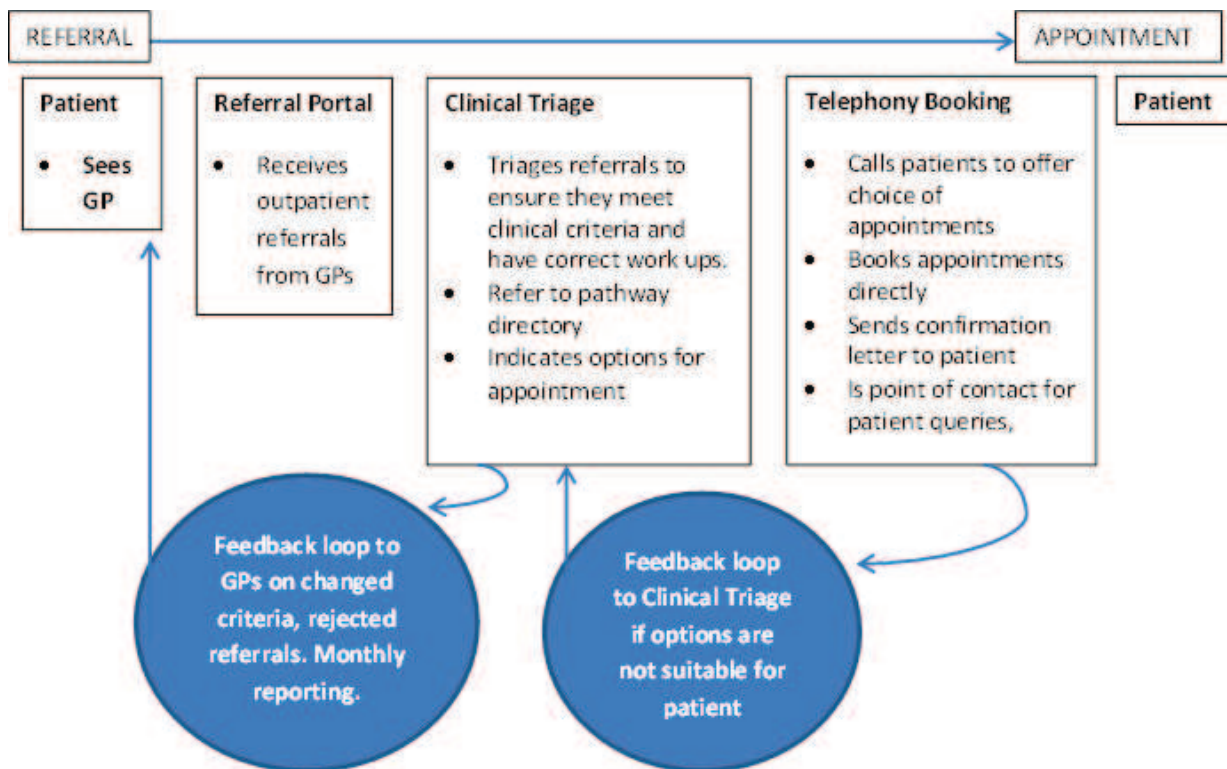 REFERRAL
APPOINTMENT
Patient
• Sees
GP
Referral Portal
• Receives
outpatient
referrals
from GPs
Clinical Triage
• Triages referrals to
ensure they meet
clinical criteria and
have correct work ups.
• Refer to pathway
directory
• Indicates options for
appointment
Telephony Booking
• Calls patients to offer
choice of
appointments
• Books appointments
directly
• Sends confirmation
letter to patient
• Is point of contact for
patient queries,
Patient
Feedback loop to
GPs on changed
criteria, rejected
referrals. Monthly
reporting.
Feedback loop
to Clinical Triage
if options are
not suitable for
patient